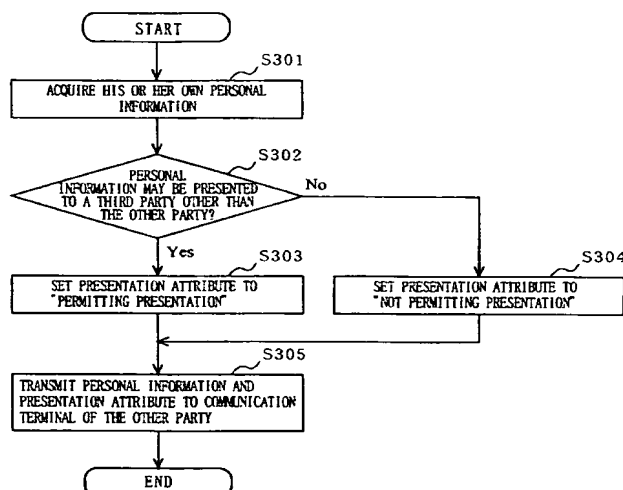 START
S301
ACQUIRE HIS OR HER OWN PERSONAL
INFORMATION
S302
PERSONAL
INFORMATION MAY BE PRESENTED
TO A THIRD PARTY OTHER THAN
THE OTHER PARTY?
No
Yes
S303
SET PRESENTATION ATTRIBUTE TO
"PERMITTING PRESENTATION"
S304
SET PRESENTATION ATTRIBUTE TO
"NOT PERMITTING PRESENTATION"
S305
TRANSMIT PERSONAL INFORMATION AND
PRESENTATION ATTRIBUTE TO COMMUNICATION
TERMINAL OF THE OTHER PARTY
END